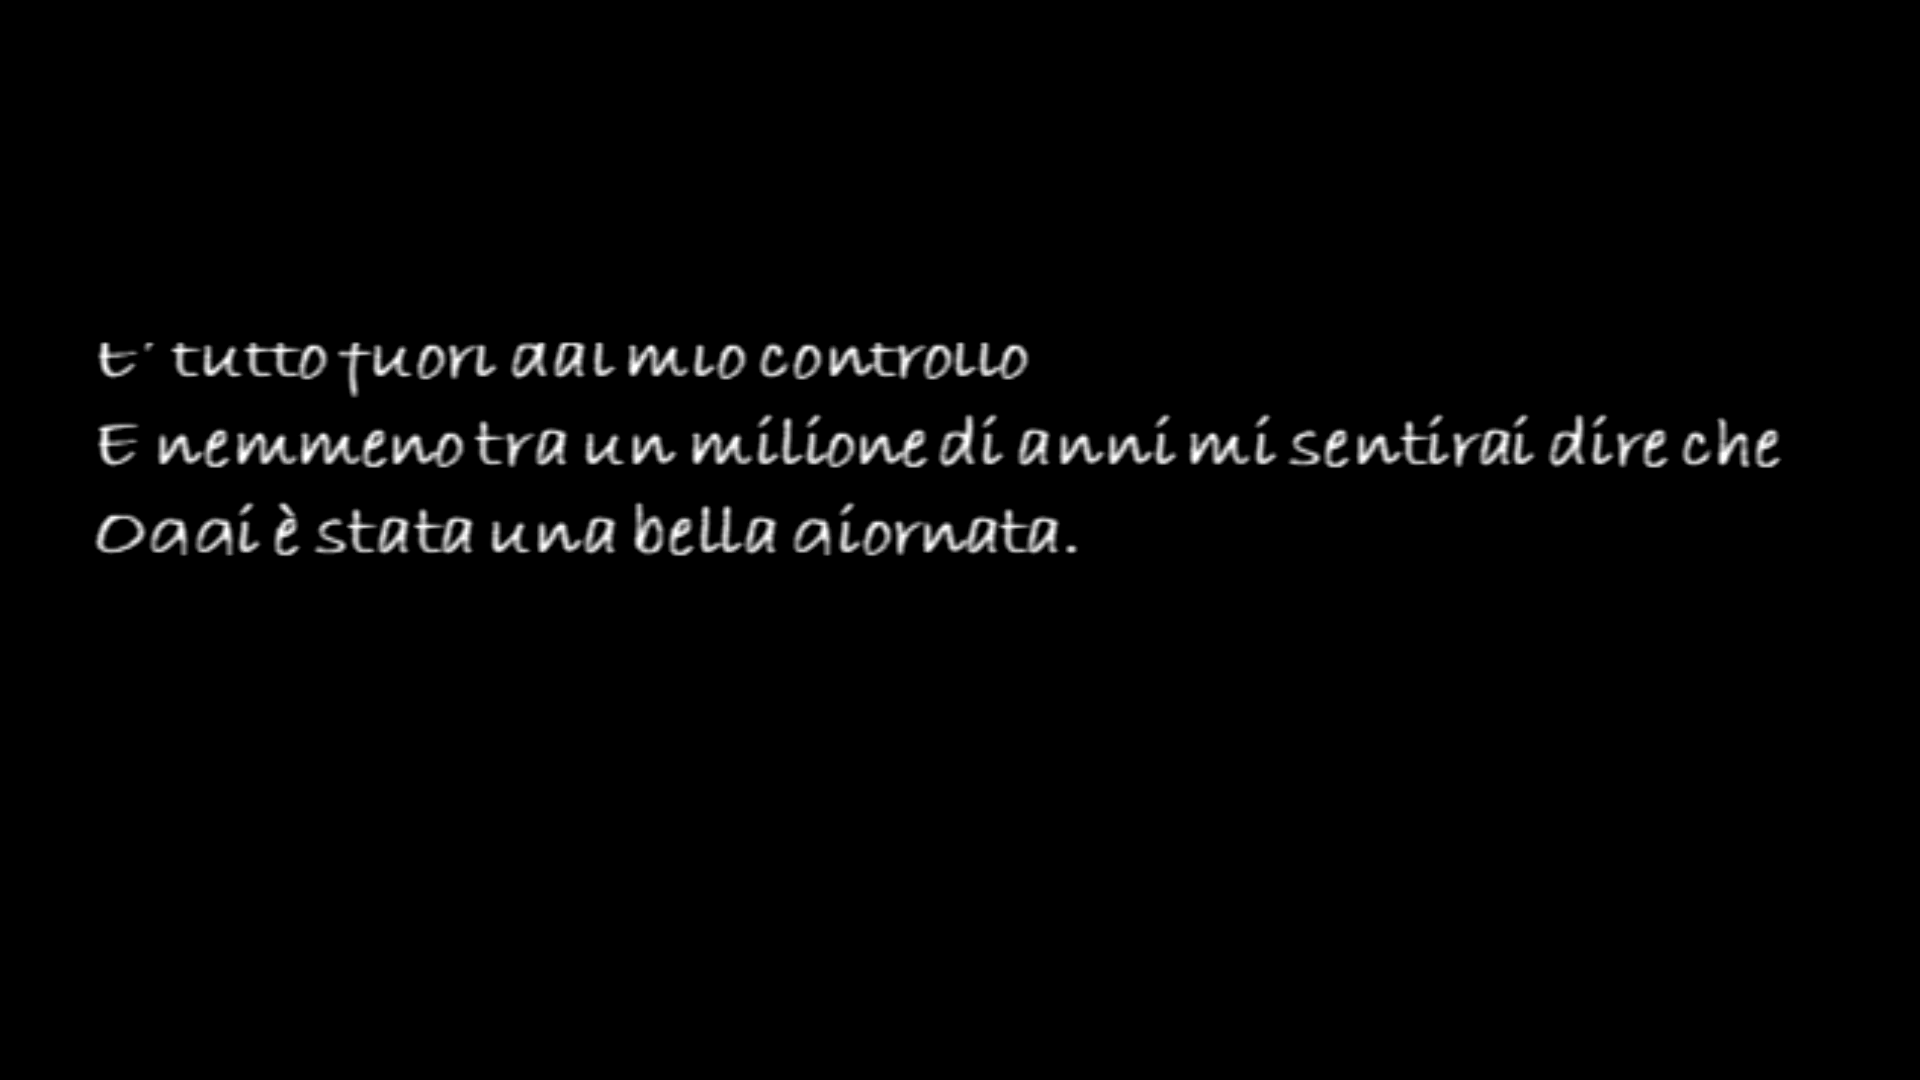 E' tutto fuori dal mio controllo
E nemmeno tra un milione di anni mi sentirai dire che
Oggi è stata una bella giornata.